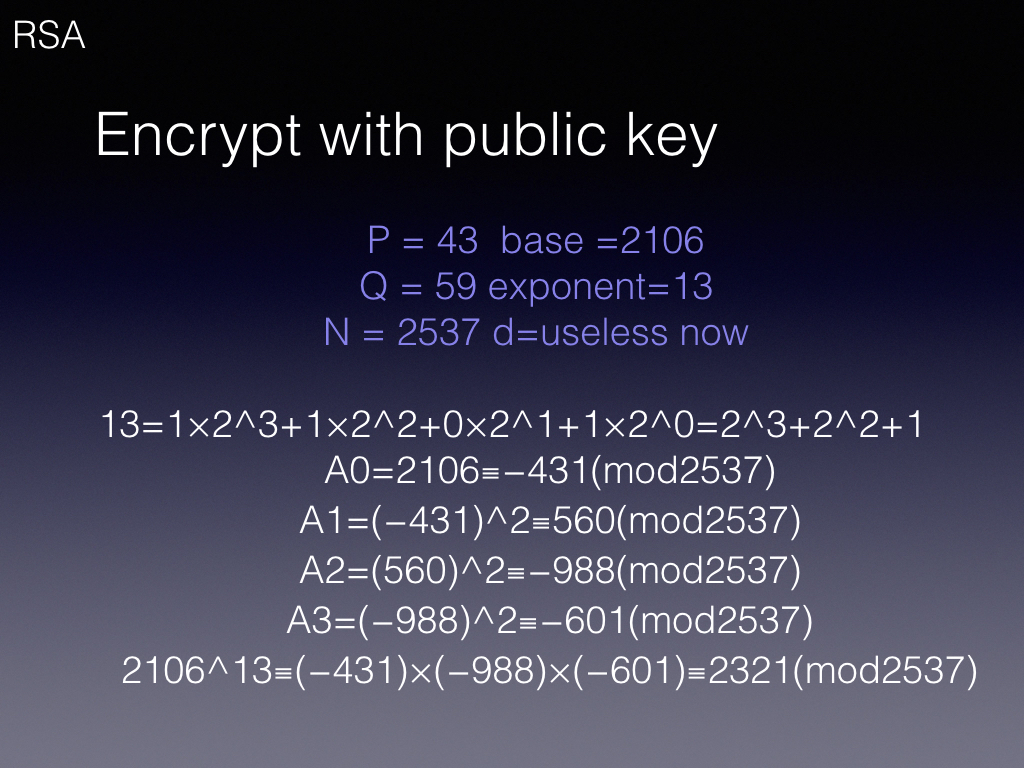 RSA
Encrypt with public key
P = 43  base =2106
Q = 59 exponent=13
N = 2537 d=useless now
13=1×2^3+1×2^2+0×2^1+1×2^0=2^3+2^2+1
A0=2106≡−431(mod2537)
A1=(−431)^2≡560(mod2537)
A2=(560)^2≡−988(mod2537)
A3=(−988)^2≡−601(mod2537)
2106^13≡(−431)×(−988)×(−601)≡2321(mod2537)